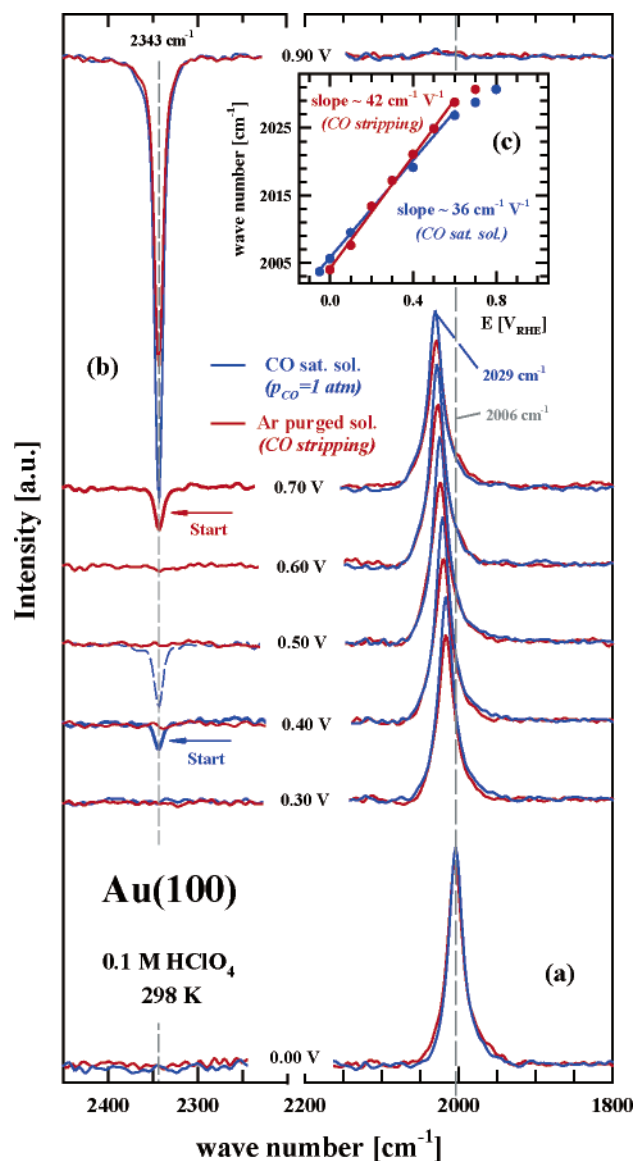 2343 cm⁻¹
0.90 V
slope ~ 42 cm⁻¹ V⁻¹
(CO stripping)
(c)
slope ~ 36 cm⁻¹ V⁻¹
(CO sat. sol.)
wave number [cm⁻¹]
2025
2015
2005
0.0
0.4
0.8
E [V_RHE]
(b)
CO sat. sol.
(p_CO=1 atm)
Ar purged sol.
(CO stripping)
2029 cm⁻¹
2006 cm⁻¹
0.70 V
Start
0.60 V
0.50 V
0.40 V
Start
0.30 V
Au(100)
0.1 M HClO₄
298 K
(a)
0.00 V
Intensity [a.u.]
2400
2300
2200
2000
1800
wave number [cm⁻¹]